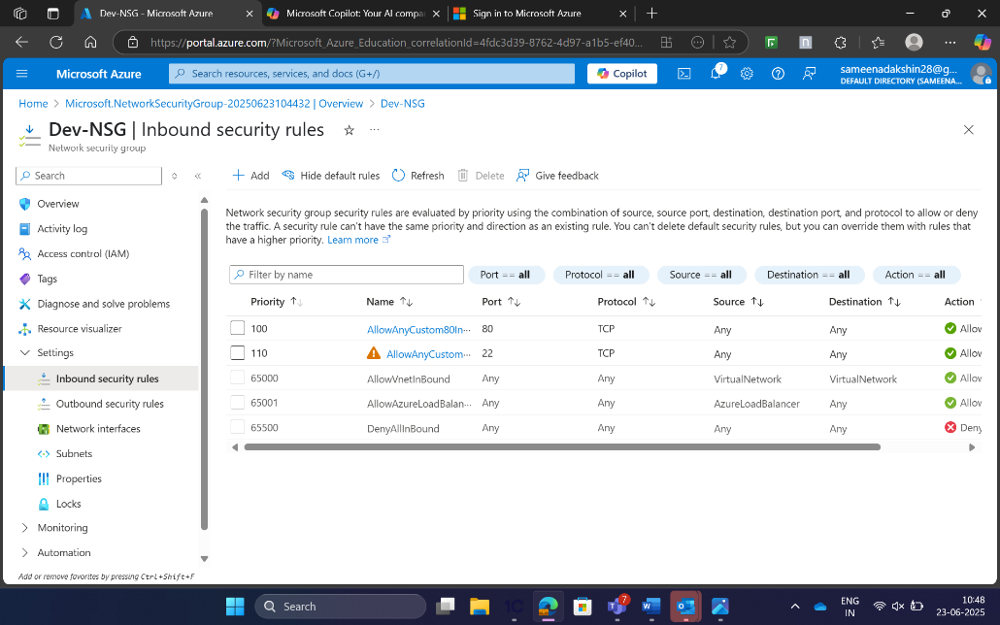 Dev-NSG - Microsoft Azure
Microsoft Copilot: Your AI compa
Sign in to Microsoft Azure
https://portal.azure.com/?Microsoft_Azure_Education_correlationId=4fdc3d39-8762-4d97-a1b5-ef40...
Microsoft Azure
Search resources, services, and docs (G+/)
Copilot
7
sameenadakshin28@g...
DEFAULT DIRECTORY (SAMEENA...
Home > Microsoft.NetworkSecurityGroup-20250623104432 | Overview > Dev-NSG
Dev-NSG | Inbound security rules
Network security group
Search
Add
Hide default rules
Refresh
Delete
Give feedback
Overview
Activity log
Access control (IAM)
Tags
Diagnose and solve problems
Resource visualizer
Settings
Inbound security rules
Outbound security rules
Network interfaces
Subnets
Properties
Locks
Monitoring
Automation
Add or remove favorites by pressing Ctrl+Shift+F
Network security group security rules are evaluated by priority using the combination of source, source port, destination, destination port, and protocol to allow or deny
the traffic. A security rule can't have the same priority and direction as an existing rule. You can't delete default security rules, but you can override them with rules that
have a higher priority. Learn more
Filter by name
Port == all
Protocol == all
Source == all
Destination == all
Action == all
Priority Name Port Protocol Source Destination Action
100 AllowAnyCustom80In... 80 TCP Any Any Allow
110 AllowAnyCustom... 22 TCP Any Any Allow
65000 AllowVnetInBound Any Any VirtualNetwork VirtualNetwork Allow
65001 AllowAzureLoadBalan... Any Any AzureLoadBalancer Any Allow
65500 DenyAllInBound Any Any Any Any Deny
Search
7
ENG
IN
10:48
23-06-2025